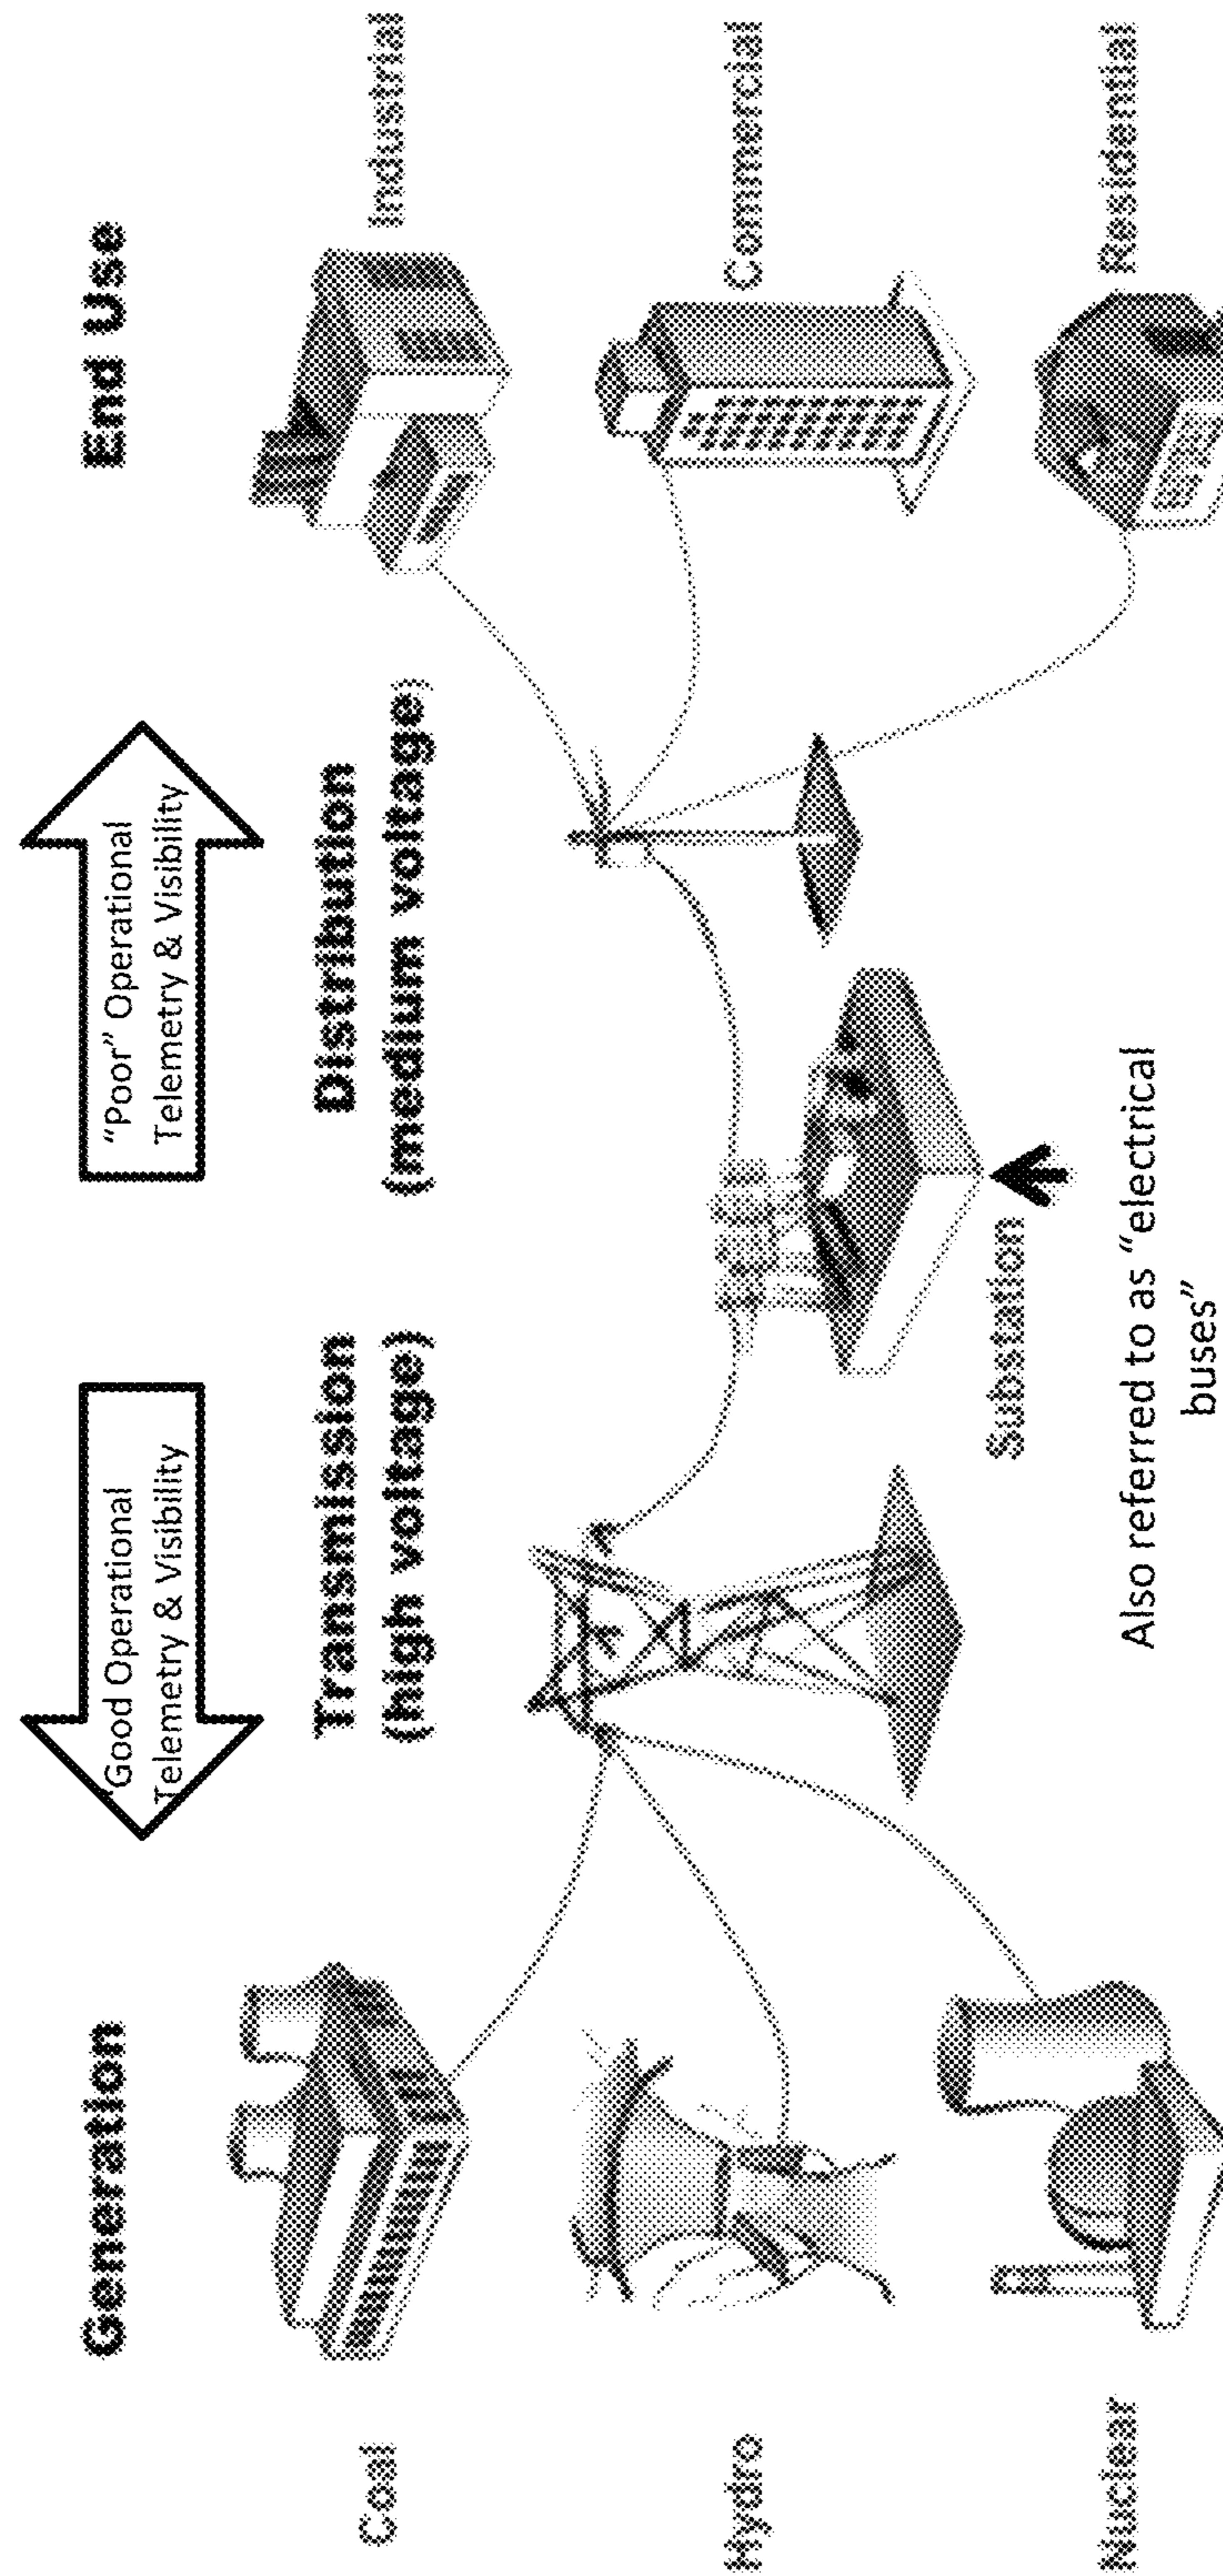 Generation
"Good Operational
Telemetry & Visibility
"Poor" Operational
Telemetry & Visibility
End Use
Transmission
(high voltage)
Distribution
(medium voltage)
Coal
Hydro
Nuclear
Industrial
Commercial
Residential
Substation
Also referred to as "electrical
buses"